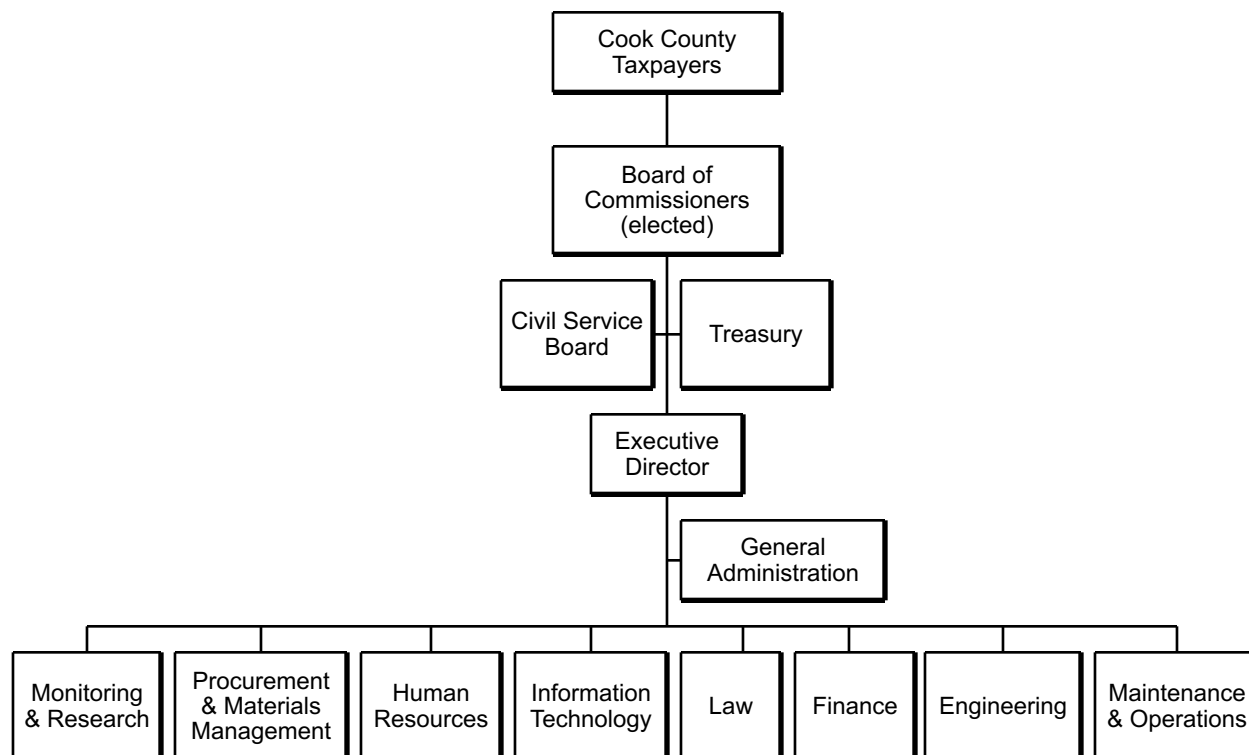 Cook County
Taxpayers
Board of
Commissioners
(elected)
Civil Service
Board
Treasury
Executive
Director
General
Administration
Monitoring
& Research
Procurement
& Materials
Management
Human
Resources
Information
Technology
Law
Finance
Engineering
Maintenance
& Operations